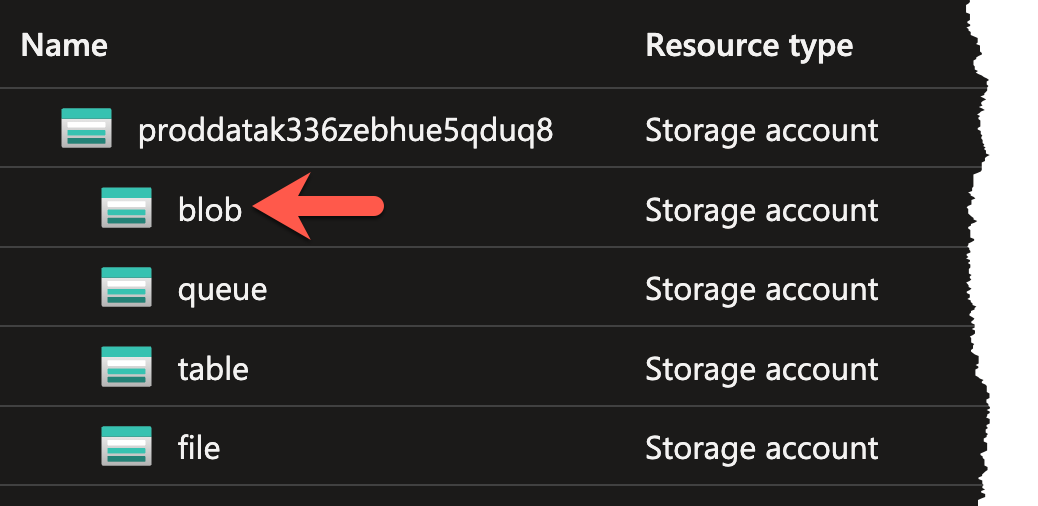 Name Resource type
proddatak336zebhue5qduq8 Storage account
blob Storage account
queue Storage account
table Storage account
file Storage account